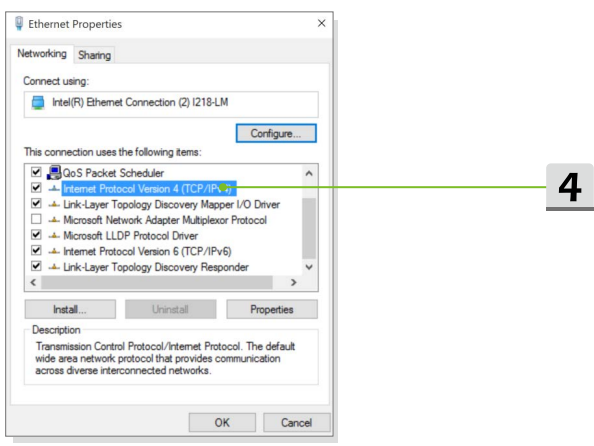 Ethernet Properties
Networking Sharing
Connect using:
Intel(R) Ethernet Connection (2) I218-LM
Configure...
This connection uses the following items:
QoS Packet Scheduler
Internet Protocol Version 4 (TCP/IPv4)
4
Link-Layer Topology Discovery Mapper I/O Driver
Microsoft Network Adapter Multiplexor Protocol
Microsoft LLDP Protocol Driver
Internet Protocol Version 6 (TCP/IPv6)
Link-Layer Topology Discovery Responder
Install... Uninstall Properties
Description
Transmission Control Protocol/Internet Protocol. The default
wide area network protocol that provides communication
across diverse interconnected networks.
OK Cancel